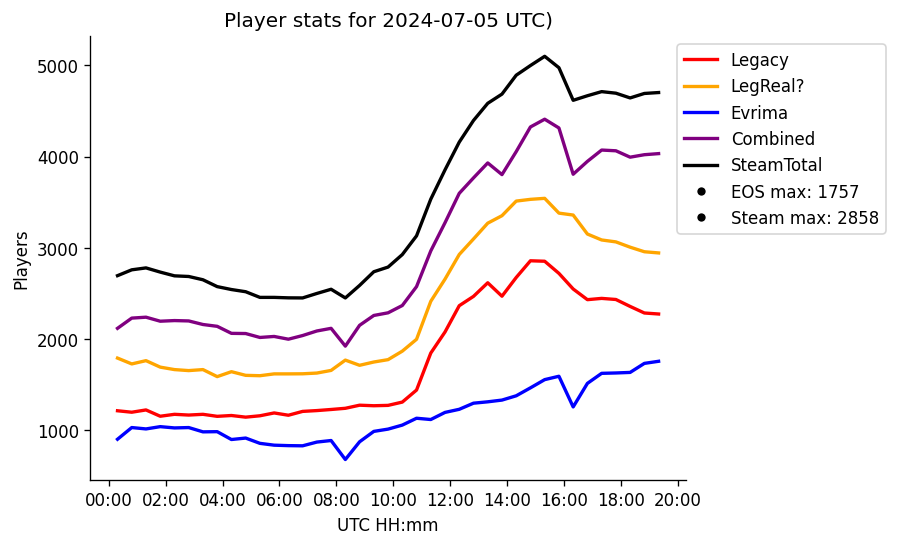 Player stats for 2024-07-05 UTC)
Legacy
LegReal?
Evrima
Combined
SteamTotal
EOS max: 1757
Steam max: 2858
Players
5000
4000
3000
2000
1000
00:00 02:00 04:00 06:00 08:00 10:00 12:00 14:00 16:00 18:00 20:00
UTC HH:mm